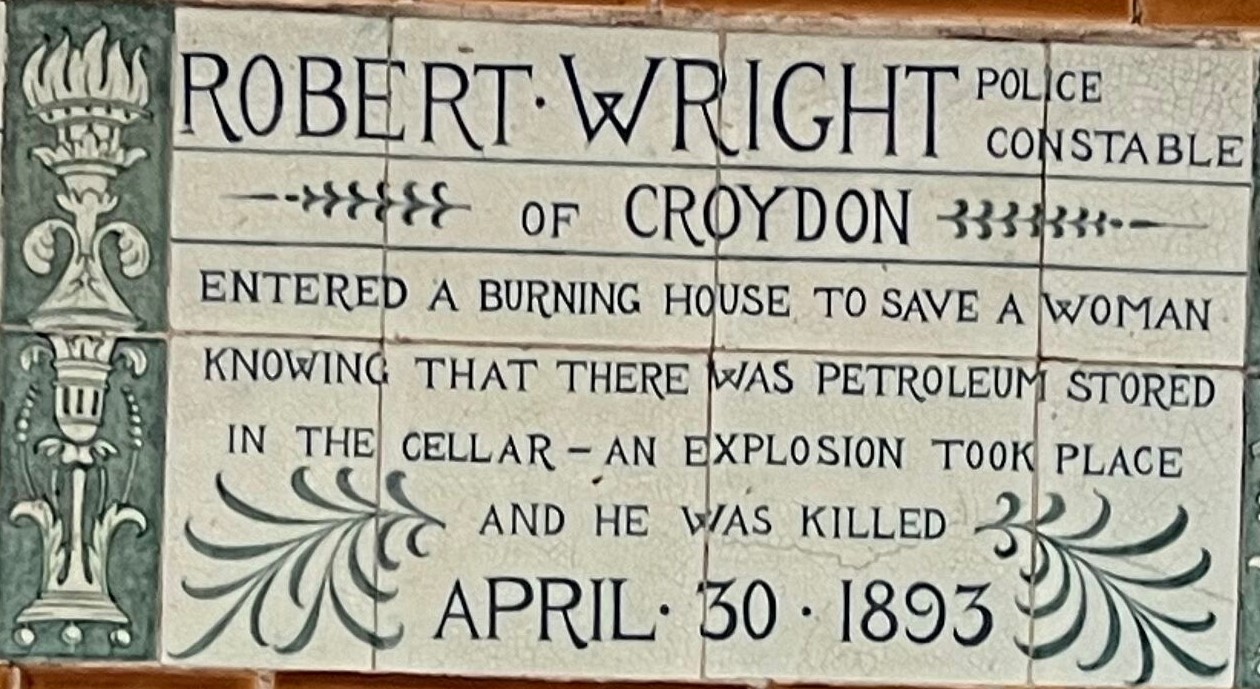 ROBERT · WRIGHT POLICE CONSTABLE
OF CROYDON
ENTERED A BURNING HOUSE TO SAVE A WOMAN
KNOWING THAT THERE WAS PETROLEUM STORED
IN THE CELLAR – AN EXPLOSION TOOK PLACE
AND HE WAS KILLED
APRIL · 30 · 1893